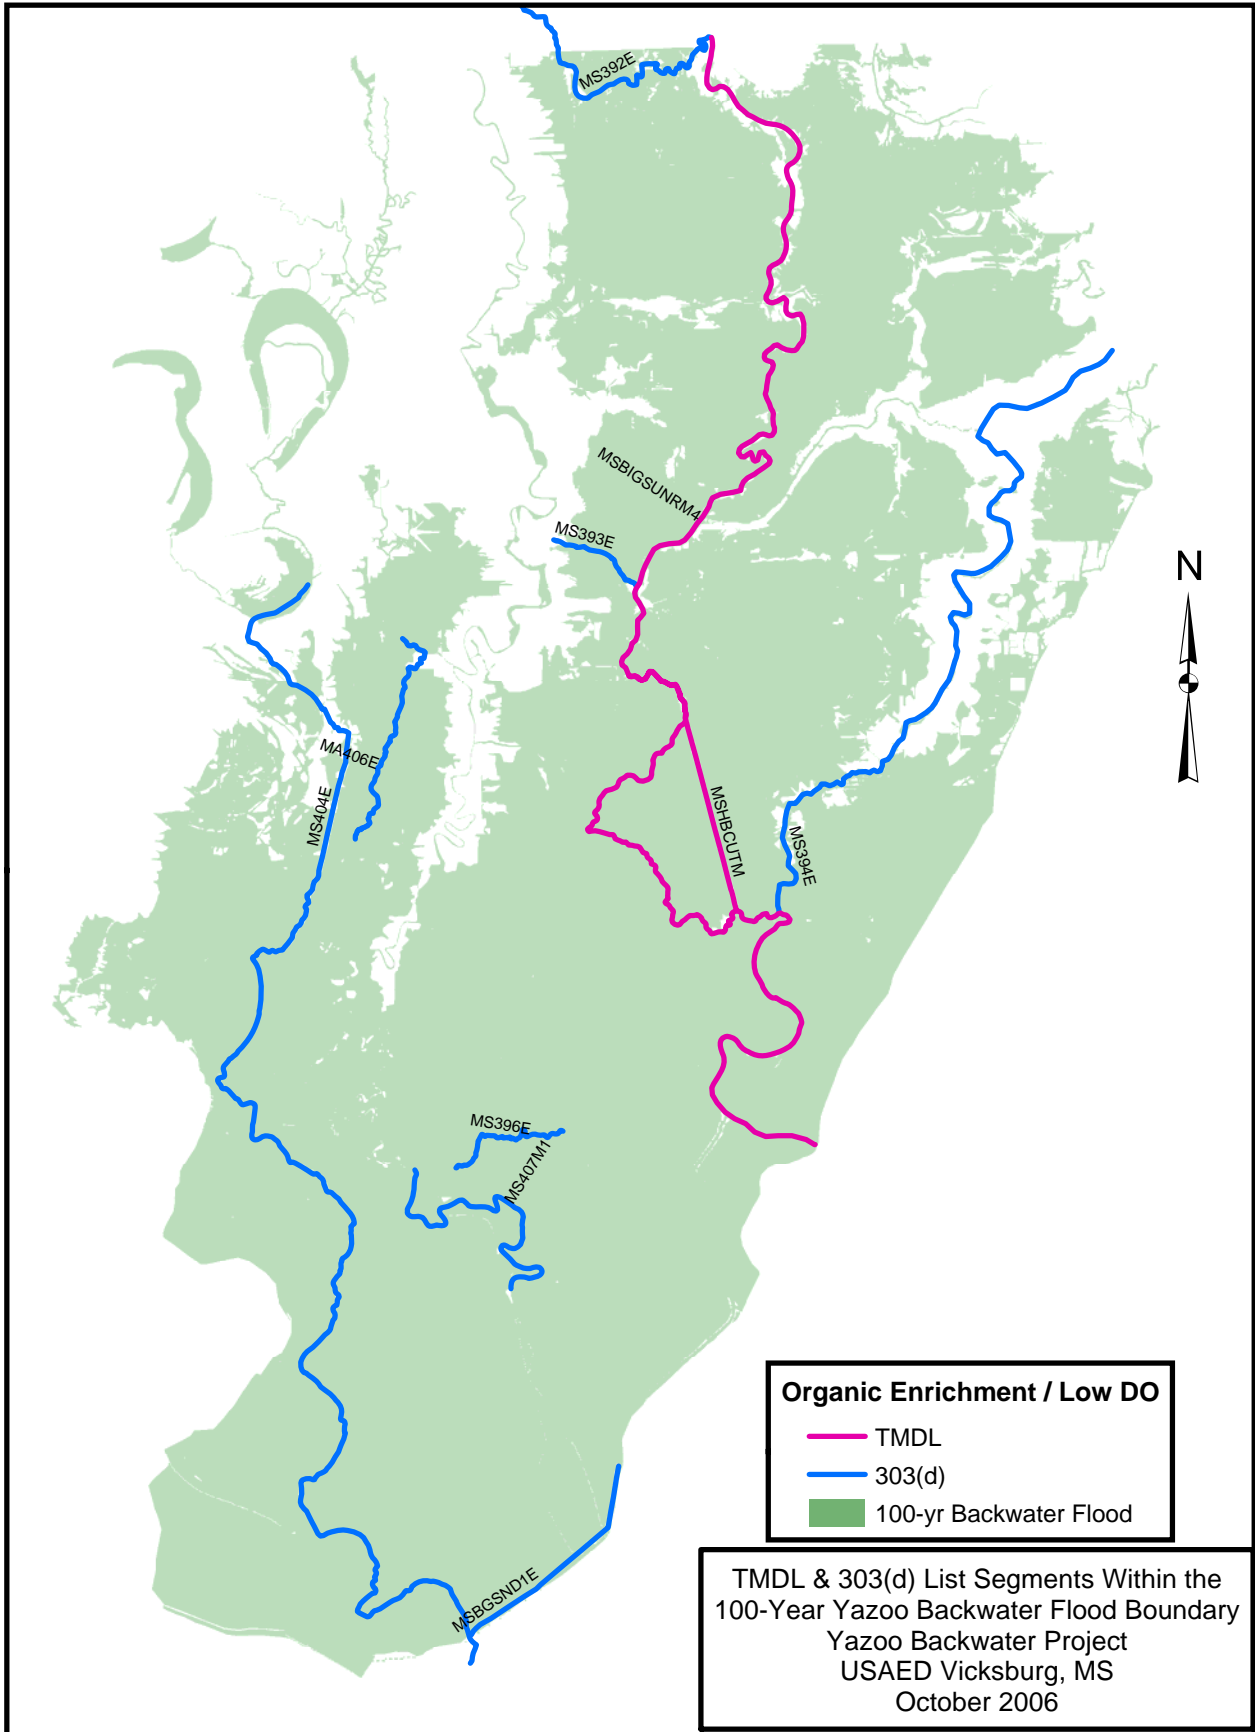 MS392E
MSBIGSUNRM4
MS393E
N
MA406E
MS404E
MSHBCUTM
MS394E
MS396E
MS407M1
MSBGSND1E
Organic Enrichment / Low DO
TMDL
303(d)
100-yr Backwater Flood
TMDL & 303(d) List Segments Within the
100-Year Yazoo Backwater Flood Boundary
Yazoo Backwater Project
USAED Vicksburg, MS
October 2006